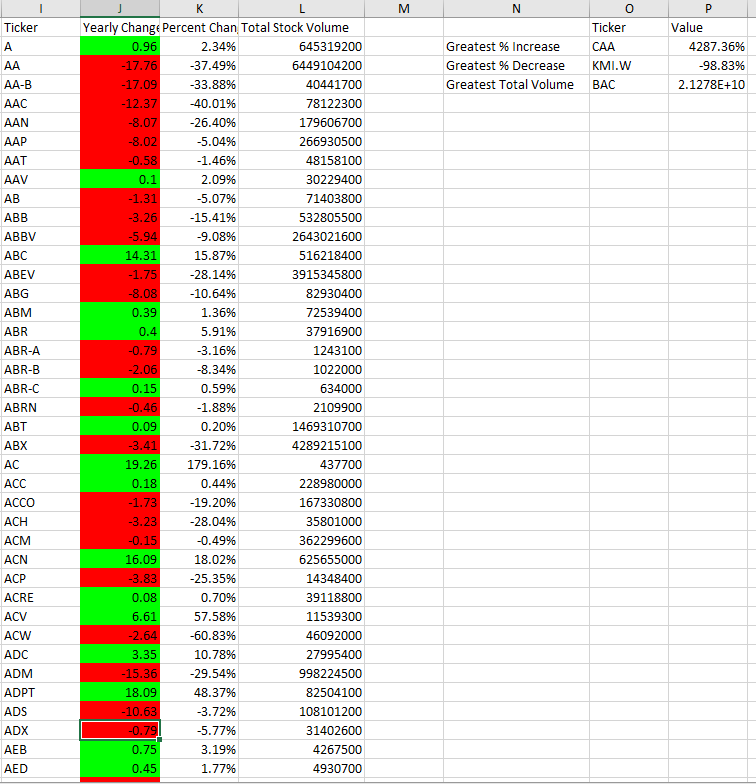 I J K L M N O P
Ticker Yearly Change Percent Chan Total Stock Volume Ticker Value
A 0.96 2.34% 645319200 Greatest % Increase CAA 4287.36%
AA -17.76 -37.49% 6449104200 Greatest % Decrease KMI.W -98.83%
AA-B -17.09 -33.88% 40441700 Greatest Total Volume BAC 2.1278E+10
AAC -12.37 -40.01% 78122300
AAN -8.07 -26.40% 179606700
AAP -8.02 -5.04% 266930500
AAT -0.58 -1.46% 48158100
AAV 0.1 2.09% 30229400
AB -1.31 -5.07% 71403800
ABB -3.26 -15.41% 532805500
ABBV -5.94 -9.08% 2643021600
ABC 14.31 15.87% 516218400
ABEV -1.75 -28.14% 3915345800
ABG -8.08 -10.64% 82930400
ABM 0.39 1.36% 72539400
ABR 0.4 5.91% 37916900
ABR-A -0.79 -3.16% 1243100
ABR-B -2.06 -8.34% 1022000
ABR-C 0.15 0.59% 634000
ABRN -0.46 -1.88% 2109900
ABT 0.09 0.20% 1469310700
ABX -3.41 -31.72% 4289215100
AC 19.26 179.16% 437700
ACC 0.18 0.44% 228980000
ACCO -1.73 -19.20% 167330800
ACH -3.23 -28.04% 35801000
ACM -0.15 -0.49% 362299600
ACN 16.09 18.02% 625655000
ACP -3.83 -25.35% 14348400
ACRE 0.08 0.70% 39118800
ACV 6.61 57.58% 11539300
ACW -2.64 -60.83% 46092000
ADC 3.35 10.78% 27995400
ADM -15.36 -29.54% 998224500
ADPT 18.09 48.37% 82504100
ADS -10.63 -3.72% 108101200
ADX -0.79 -5.77% 31402600
AEB 0.75 3.19% 4267500
AED 0.45 1.77% 4930700